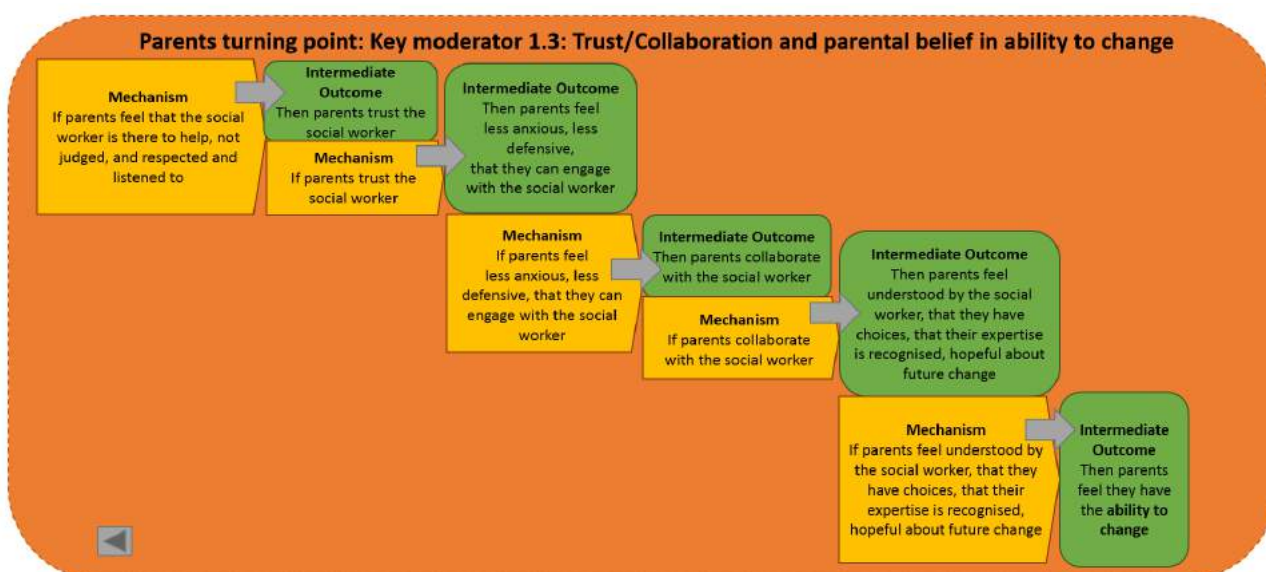 Parents turning point: Key moderator 1.3: Trust/Collaboration and parental belief in ability to change
Mechanism
If parents feel that the social
worker is there to help, not
judged, and respected and
listened to
Intermediate
Outcome
Then parents trust the
social worker
Mechanism
If parents trust the
social worker
Intermediate Outcome
Then parents feel
less anxious, less
defensive,
that they can engage
with the social worker
Mechanism
If parents feel
less anxious, less
defensive, that they can
engage with the social
worker
Intermediate Outcome
Then parents collaborate
with the social worker
Mechanism
If parents collaborate
with the social worker
Intermediate Outcome
Then parents feel
understood by the social
worker, that they have
choices, that their expertise
is recognised, hopeful about
future change
Mechanism
If parents feel understood by
the social worker, that they
have choices, that their
expertise is recognised,
hopeful about future change
Intermediate
Outcome
Then parents
feel they have
the ability to
change